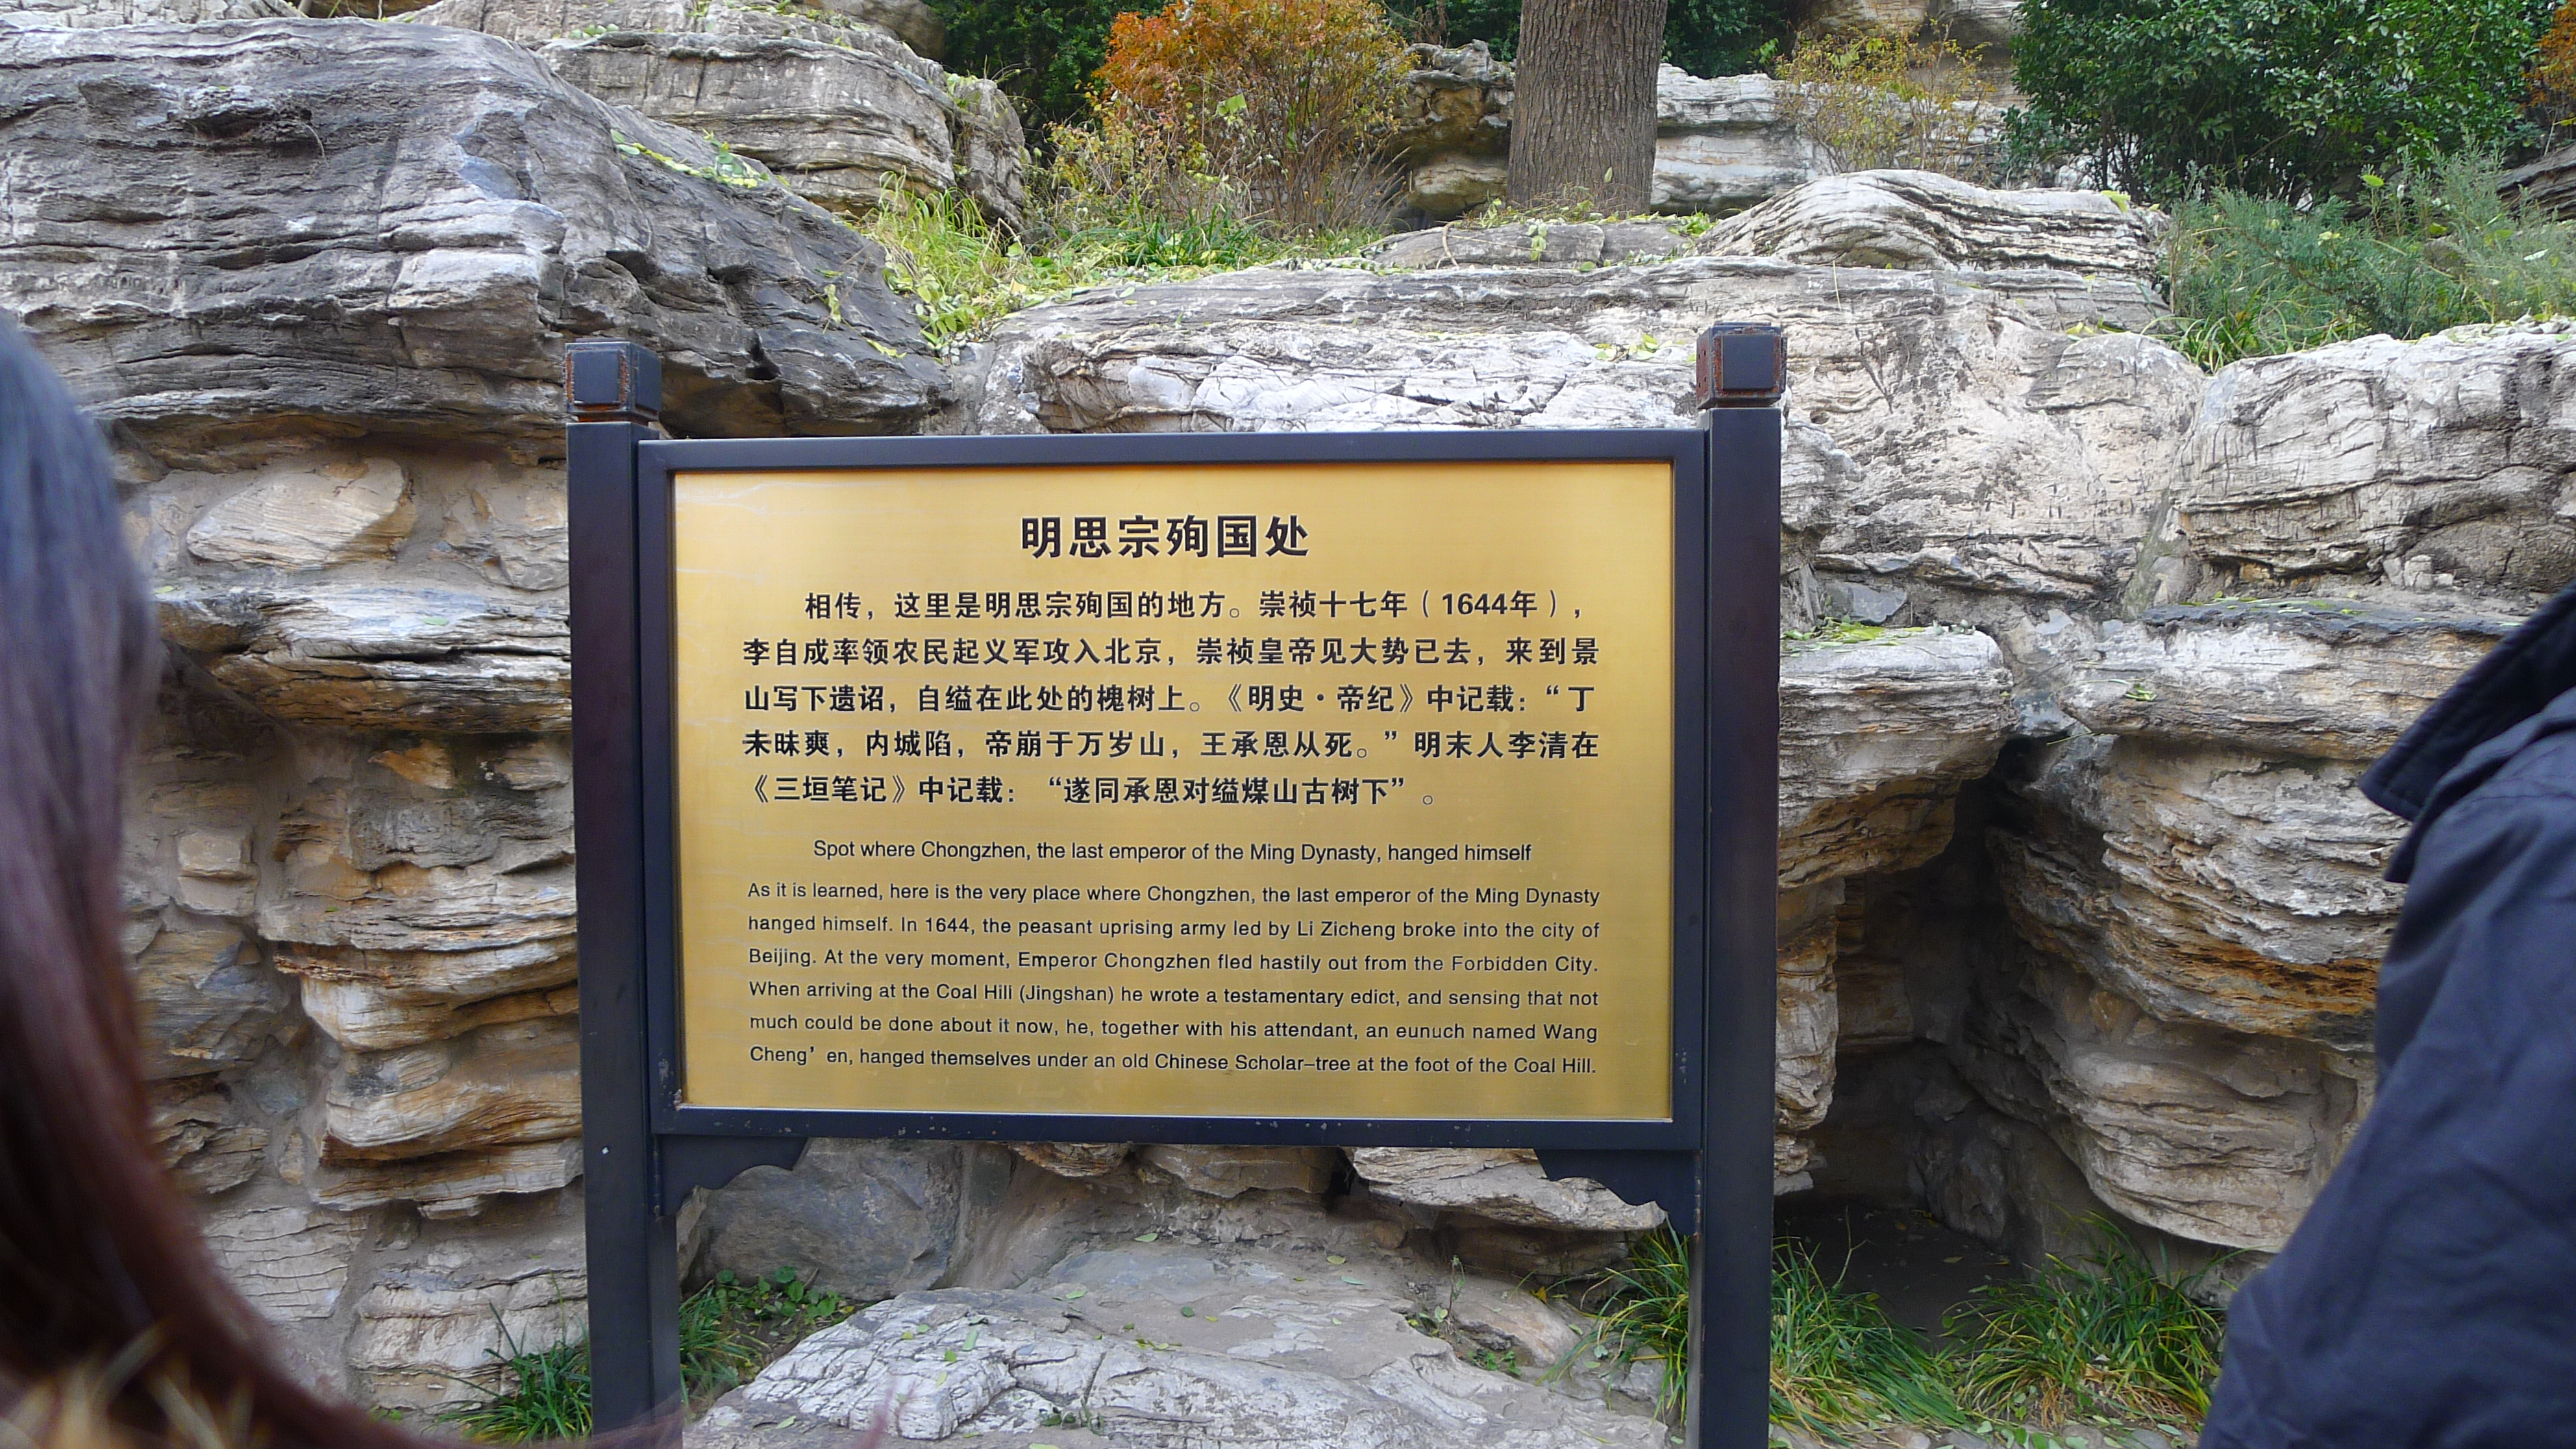 明思宗殉国处
相传，这里是明思宗殉国的地方。崇祯十七年（1644年），
李自成率领农民起义军攻入北京，崇祯皇帝见大势已去，来到景
山写下遗诏，自缢在此处的槐树上。《明史·帝纪》中记载：“丁
未昧爽，内城陷，帝崩于万岁山，王承恩从死。”明末人李清在
《三垣笔记》中记载：“遂同承恩对缢煤山古树下”。
Spot where Chongzhen, the last emperor of the Ming Dynasty, hanged himself
As it is learned, here is the very place where Chongzhen, the last emperor of the Ming Dynasty
hanged himself. In 1644, the peasant uprising army led by Li Zicheng broke into the city of
Beijing. At the very moment, Emperor Chongzhen fled hastily out from the Forbidden City.
When arriving at the Coal Hill (Jingshan) he wrote a testamentary edict, and sensing that not
much could be done about it now, he, together with his attendant, an eunuch named Wang
Cheng’en, hanged themselves under an old Chinese Scholar–tree at the foot of the Coal Hill.